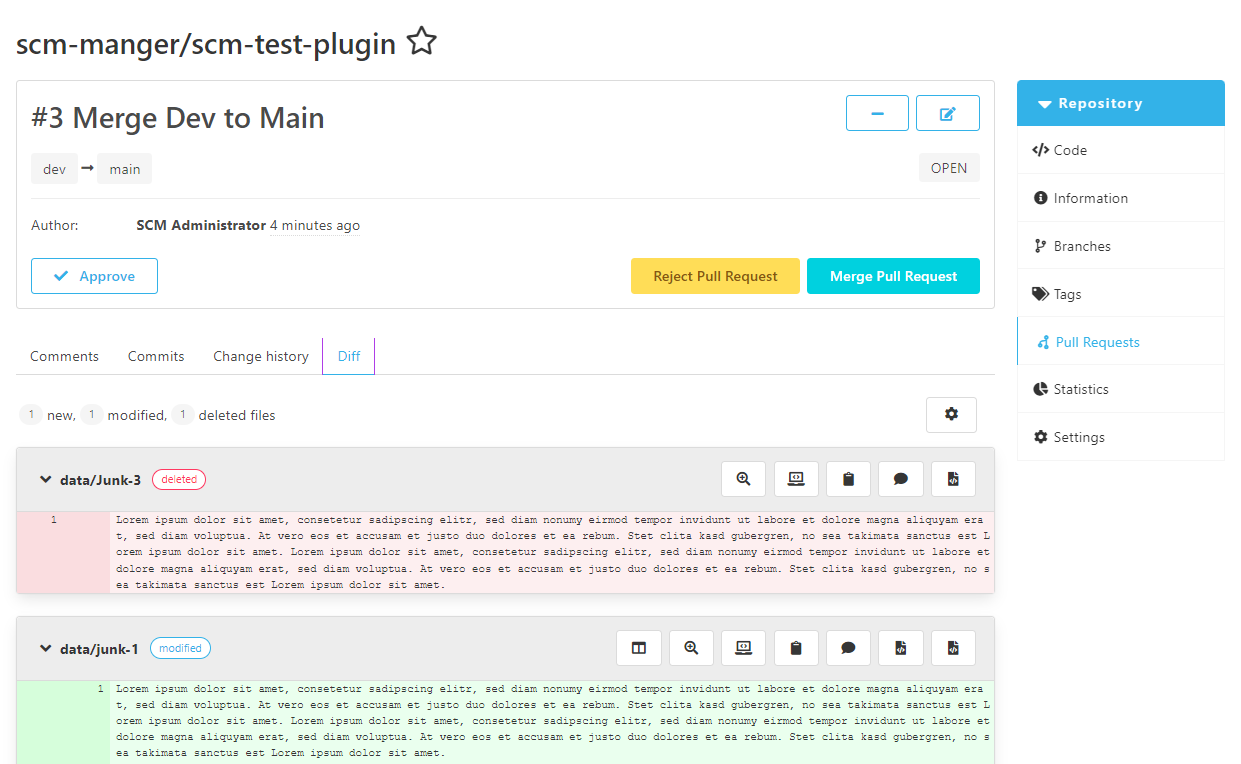 scm-manger/scm-test-plugin
#3 Merge Dev to Main
dev → main
OPEN
Author: SCM Administrator 4 minutes ago
Approve
Reject Pull Request
Merge Pull Request
Comments Commits Change history Diff
1 new, 1 modified, 1 deleted files
data/Junk-3 deleted
1 Lorem ipsum dolor sit amet, consetetur sadipscing elitr, sed diam nonumy eirmod tempor invidunt ut labore et dolore magna aliquyam era
t, sed diam voluptua. At vero eos et accusam et justo duo dolores et ea rebum. Stet clita kasd gubergren, no sea takimata sanctus est L
orem ipsum dolor sit amet. Lorem ipsum dolor sit amet, consetetur sadipscing elitr, sed diam nonumy eirmod tempor invidunt ut labore et
dolore magna aliquyam erat, sed diam voluptua. At vero eos et accusam et justo duo dolores et ea rebum. Stet clita kasd gubergren, no s
ea takimata sanctus est Lorem ipsum dolor sit amet.
data/junk-1 modified
1 Lorem ipsum dolor sit amet, consetetur sadipscing elitr, sed diam nonumy eirmod tempor invidunt ut labore et dolore magna aliquyam era
t, sed diam voluptua. At vero eos et accusam et justo duo dolores et ea rebum. Stet clita kasd gubergren, no sea takimata sanctus est L
orem ipsum dolor sit amet. Lorem ipsum dolor sit amet, consetetur sadipscing elitr, sed diam nonumy eirmod tempor invidunt ut labore et
dolore magna aliquyam erat, sed diam voluptua. At vero eos et accusam et justo duo dolores et ea rebum. Stet clita kasd gubergren, no s
ea takimata sanctus est Lorem ipsum dolor sit amet.
Repository
Code
Information
Branches
Tags
Pull Requests
Statistics
Settings